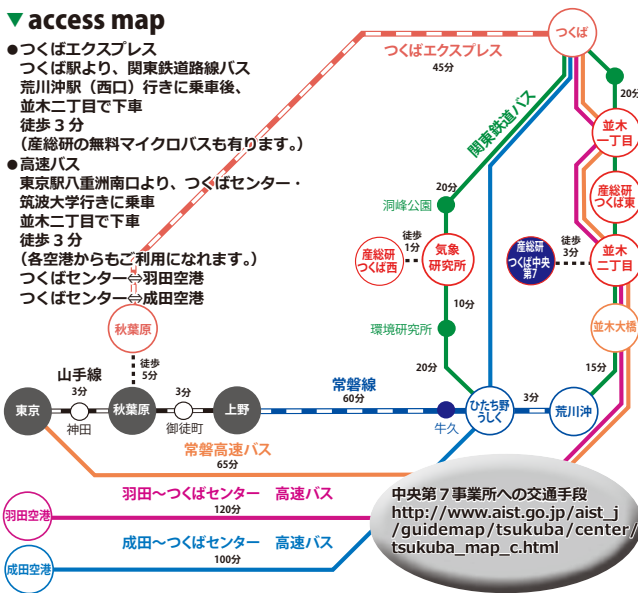 ▼ access map
●つくばエクスプレス
つくば駅より、関東鉄道路線バス
荒川沖駅（西口）行きに乗車後、
並木二丁目で下車
徒歩３分
（産総研の無料マイクロバスも有ります。）
●高速バス
東京駅八重洲南口より、つくばセンター・
筑波大学行きに乗車
並木二丁目で下車
徒歩３分
（各空港からもご利用になれます。）
つくばセンター⇔羽田空港
つくばセンター⇔成田空港
つくばエクスプレス
45分
つくば
関東鉄道バス
20分
並木
一丁目
産総研
つくば東
並木
二丁目
徒歩
3分
産総研
つくば中央
第7
並木大橋
15分
荒川沖
20分
洞峰公園
気象
研究所
徒歩
1分
産総研
つくば西
10分
環境研究所
20分
秋葉原
徒歩
5分
山手線
3分
3分
東京
神田
秋葉原
御徒町
上野
常磐線
60分
牛久
ひたち野
うしく
3分
常磐高速バス
65分
羽田空港
羽田～つくばセンター　高速バス
120分
成田空港
成田～つくばセンター　高速バス
100分
中央第７事業所への交通手段
http://www.aist.go.jp/aist_j
/guidemap/tsukuba/center/
tsukuba_map_c.html